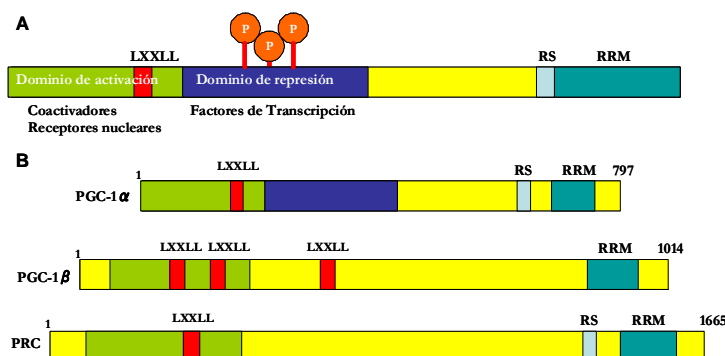 A
P P P
LXXLL RS RRM
Dominio de activación Dominio de represión
Coactivadores Factores de Transcripción
Receptores nucleares
B
1 LXXLL RS RRM 797
PGC-1α
1 LXXLL LXXLL LXXLL RRM 1014
PGC-1β
1 LXXLL RS RRM 1665
PRC